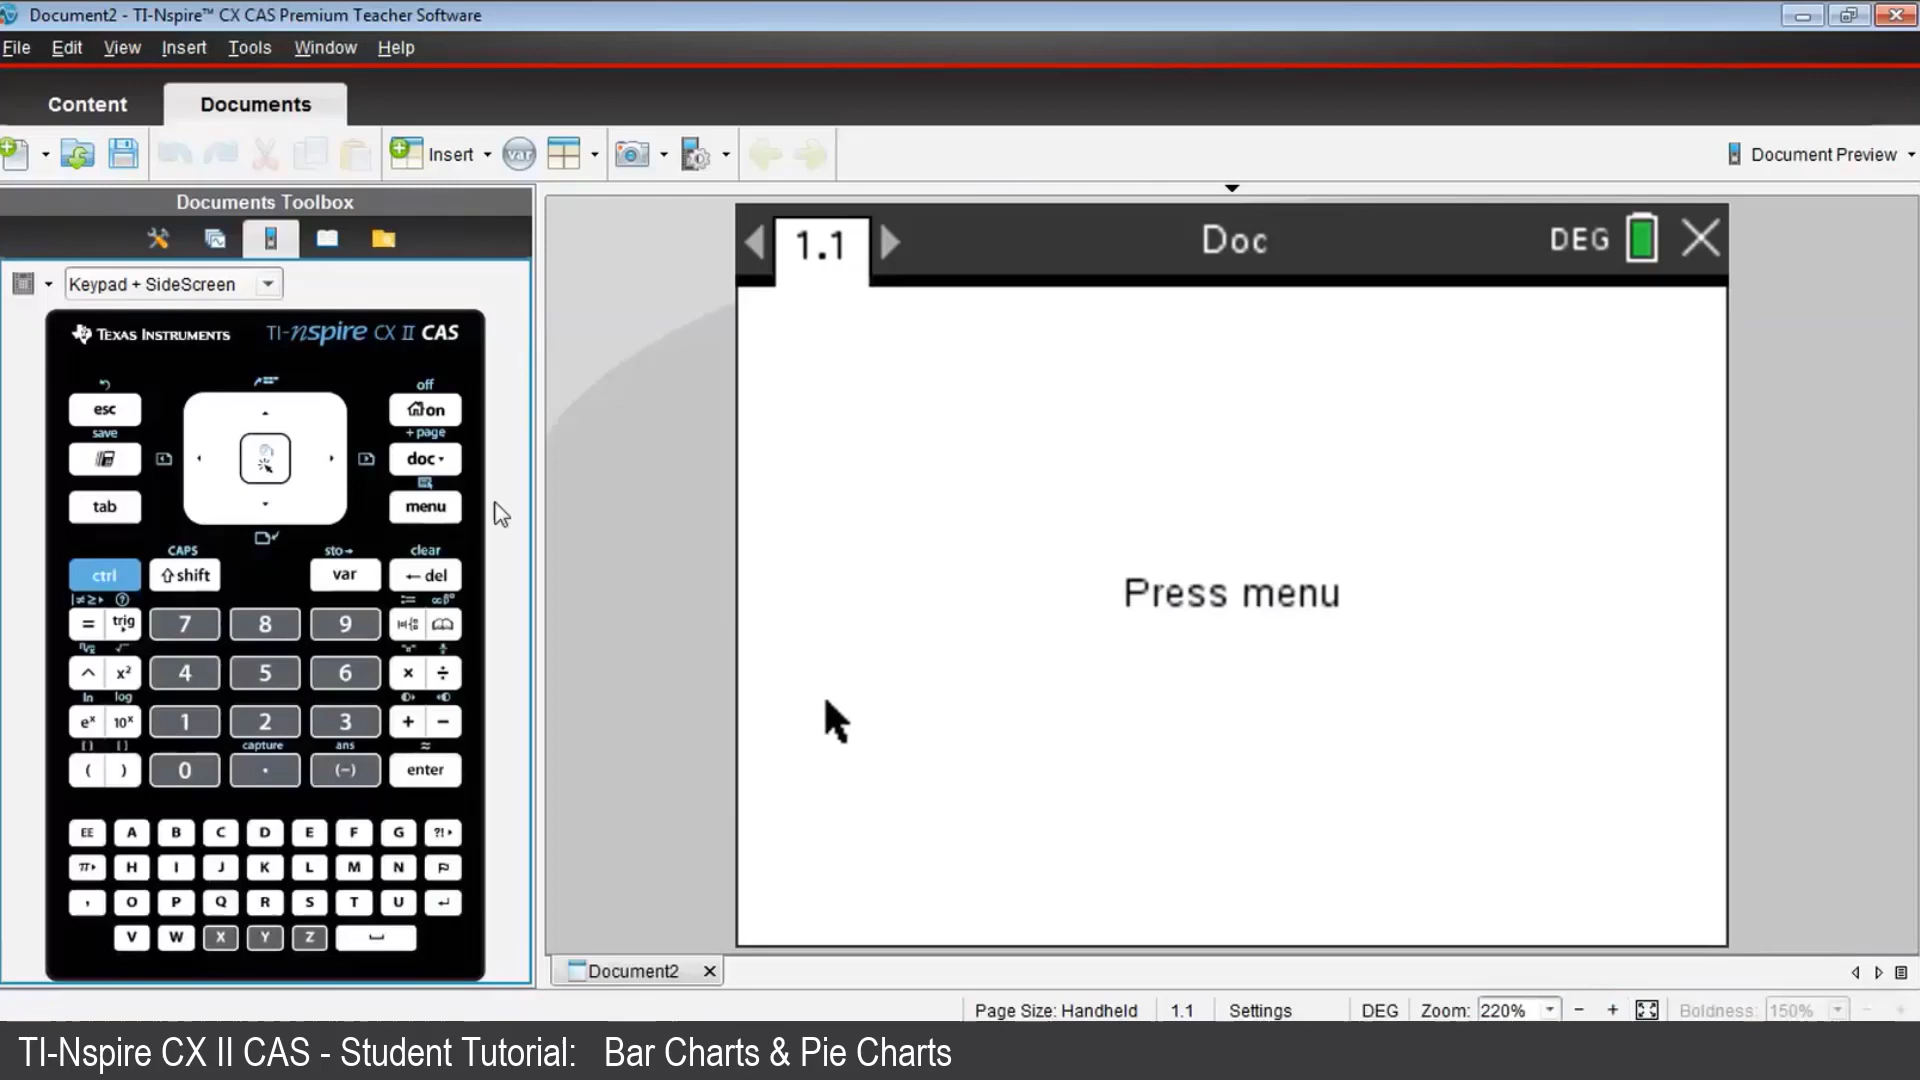 Document2 - TI-Nspire™ CX CAS Premium Teacher Software
File Edit View Insert Tools Window Help
Content Documents
Insert var Document Preview
Documents Toolbox
Keypad + SideScreen
1.1 Doc DEG
TEXAS INSTRUMENTS TI-nspire CX II CAS
off
esc on
save + page
doc
tab menu
CAPS sto→ clear
ctrl ⇧shift var ←del
= trig 7 8 9
^ x² 4 5 6 × ÷
ln log
eˣ 10ˣ 1 2 3 + −
capture ans ≈
( ) 0 . (−) enter
EE A B C D E F G ?!▸
π▸ H I J K L M N
, O P Q R S T U ↵
V W X Y Z
Press menu
Document2
Page Size: Handheld 1.1 Settings DEG Zoom: 220% − + Boldness: 150% − +
TI-Nspire CX II CAS - Student Tutorial: Bar Charts & Pie Charts